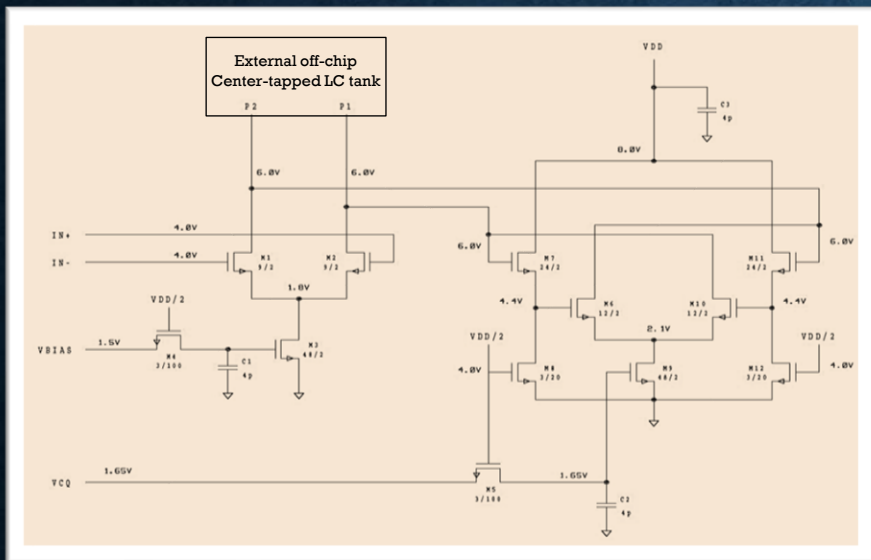 External off-chip
Center-tapped LC tank
P2 P1
VDD
C3
4p
8.0V
6.0V 6.0V
IN+ 4.0V
IN- 4.0V
M1
9/2
M2
9/2
6.0V
M7
24/2
M11
24/2
6.0V
1.8V
VDD/2
4.4V
M6
12/2
M10
12/2
4.4V
VBIAS 1.5V
M4
3/100
C1
4p
M3
48/2
VDD/2
2.1V
VDD/2
4.0V
M8
3/20
M9
48/2
M12
3/20
4.0V
VCQ 1.65V
M5
3/100
1.65V
C2
4p